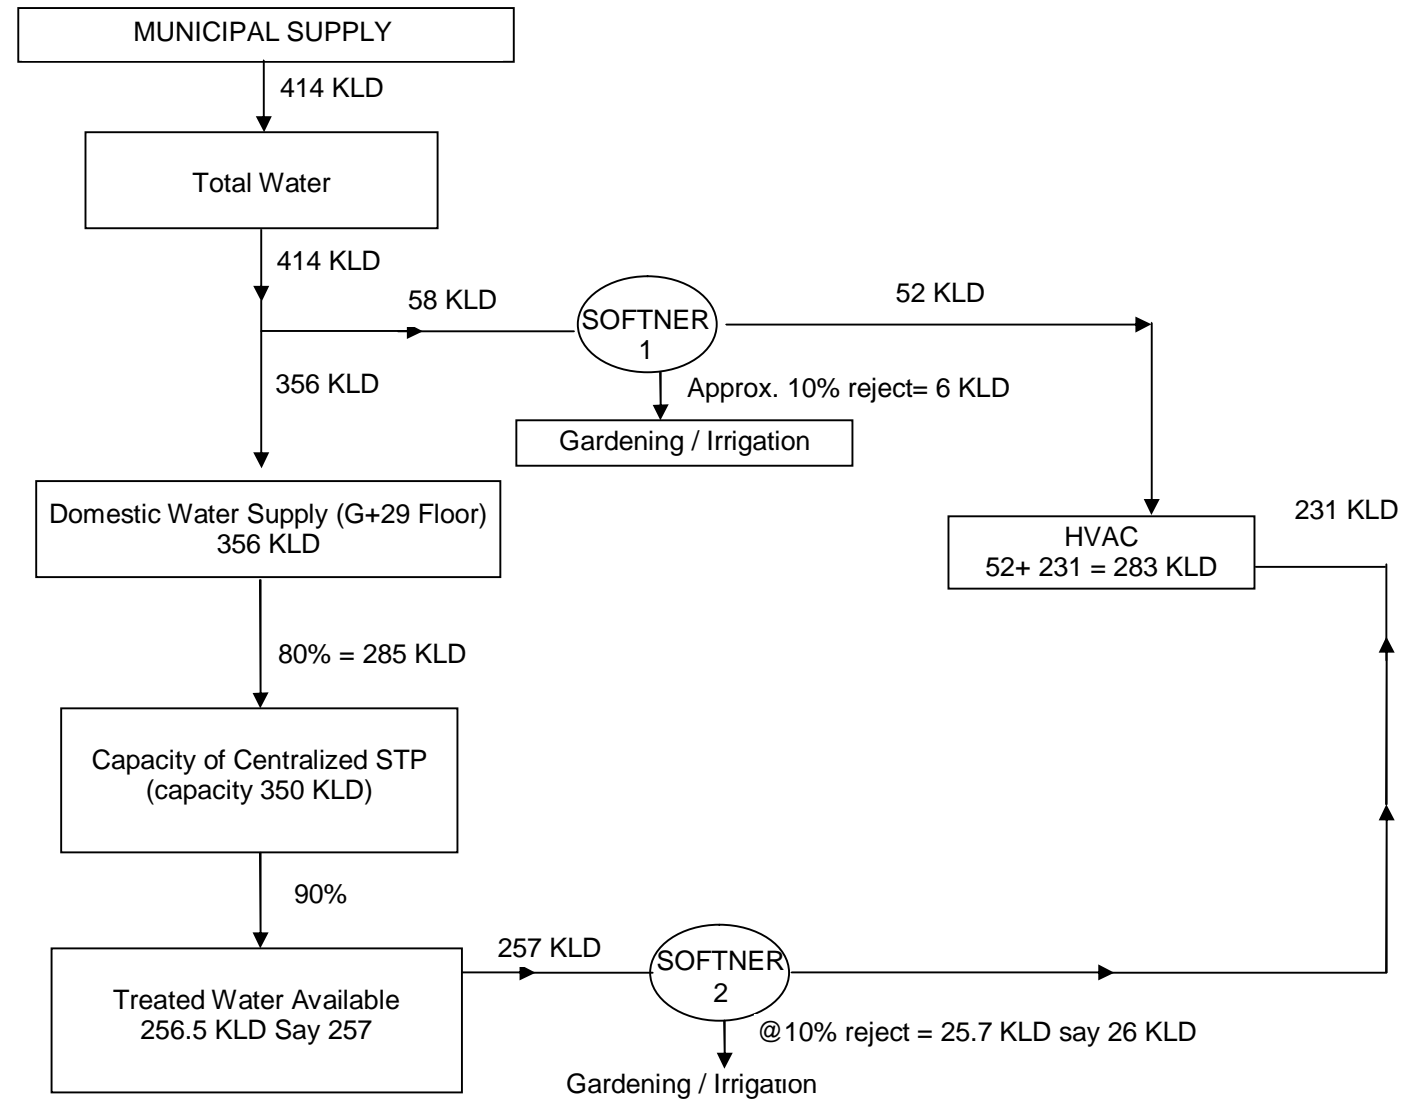 MUNICIPAL SUPPLY
414 KLD
Total Water
414 KLD
58 KLD
SOFTNER
1
52 KLD
356 KLD
Approx. 10% reject= 6 KLD
Gardening / Irrigation
Domestic Water Supply (G+29 Floor)
356 KLD
HVAC
52+ 231 = 283 KLD
231 KLD
80% = 285 KLD
Capacity of Centralized STP
(capacity 350 KLD)
90%
Treated Water Available
256.5 KLD Say 257
257 KLD
SOFTNER
2
@10% reject = 25.7 KLD say 26 KLD
Gardening / Irrigation